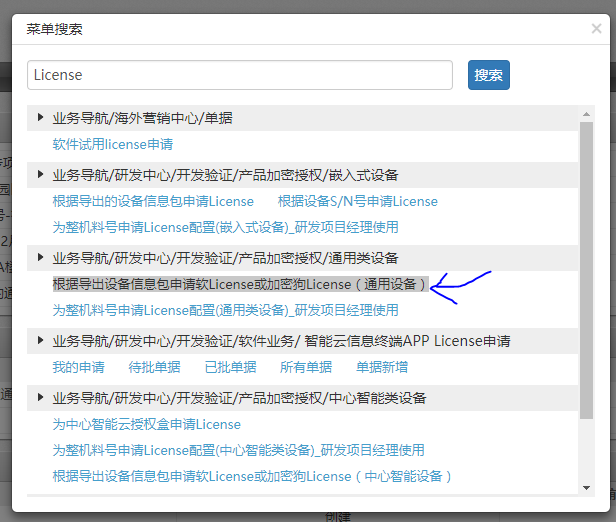 菜单搜索
License
搜索
业务导航/海外营销中心/单据
软件试用license申请
业务导航/研发中心/开发验证/产品加密授权/嵌入式设备
根据导出的设备信息包申请License 根据设备S/N号申请License
为整机料号申请License配置(嵌入式设备)_研发项目经理使用
业务导航/研发中心/开发验证/产品加密授权/通用类设备
根据导出设备信息包申请软License或加密狗License（通用设备）
为整机料号申请License配置(通用类设备)_研发项目经理使用
业务导航/研发中心/开发验证/软件业务/ 智能云信息终端APP License申请
我的申请 待批单据 已批单据 所有单据 单据新增
业务导航/研发中心/开发验证/产品加密授权/中心智能类设备
为中心智能云授权盒申请License
为整机料号申请License配置(中心智能类设备)_研发项目经理使用
根据导出设备信息包申请软License或加密狗License（中心智能设备）
创建